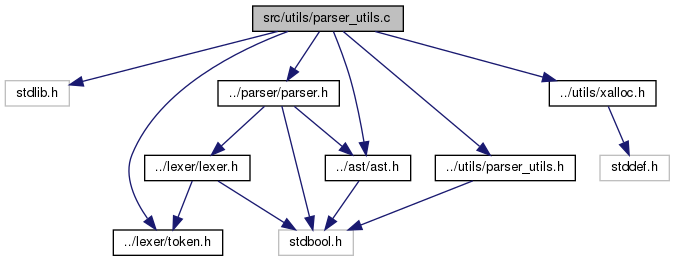 src/utils/parser_utils.c
stdlib.h
../parser/parser.h
../utils/xalloc.h
../lexer/lexer.h
../ast/ast.h
../utils/parser_utils.h
stddef.h
../lexer/token.h
stdbool.h